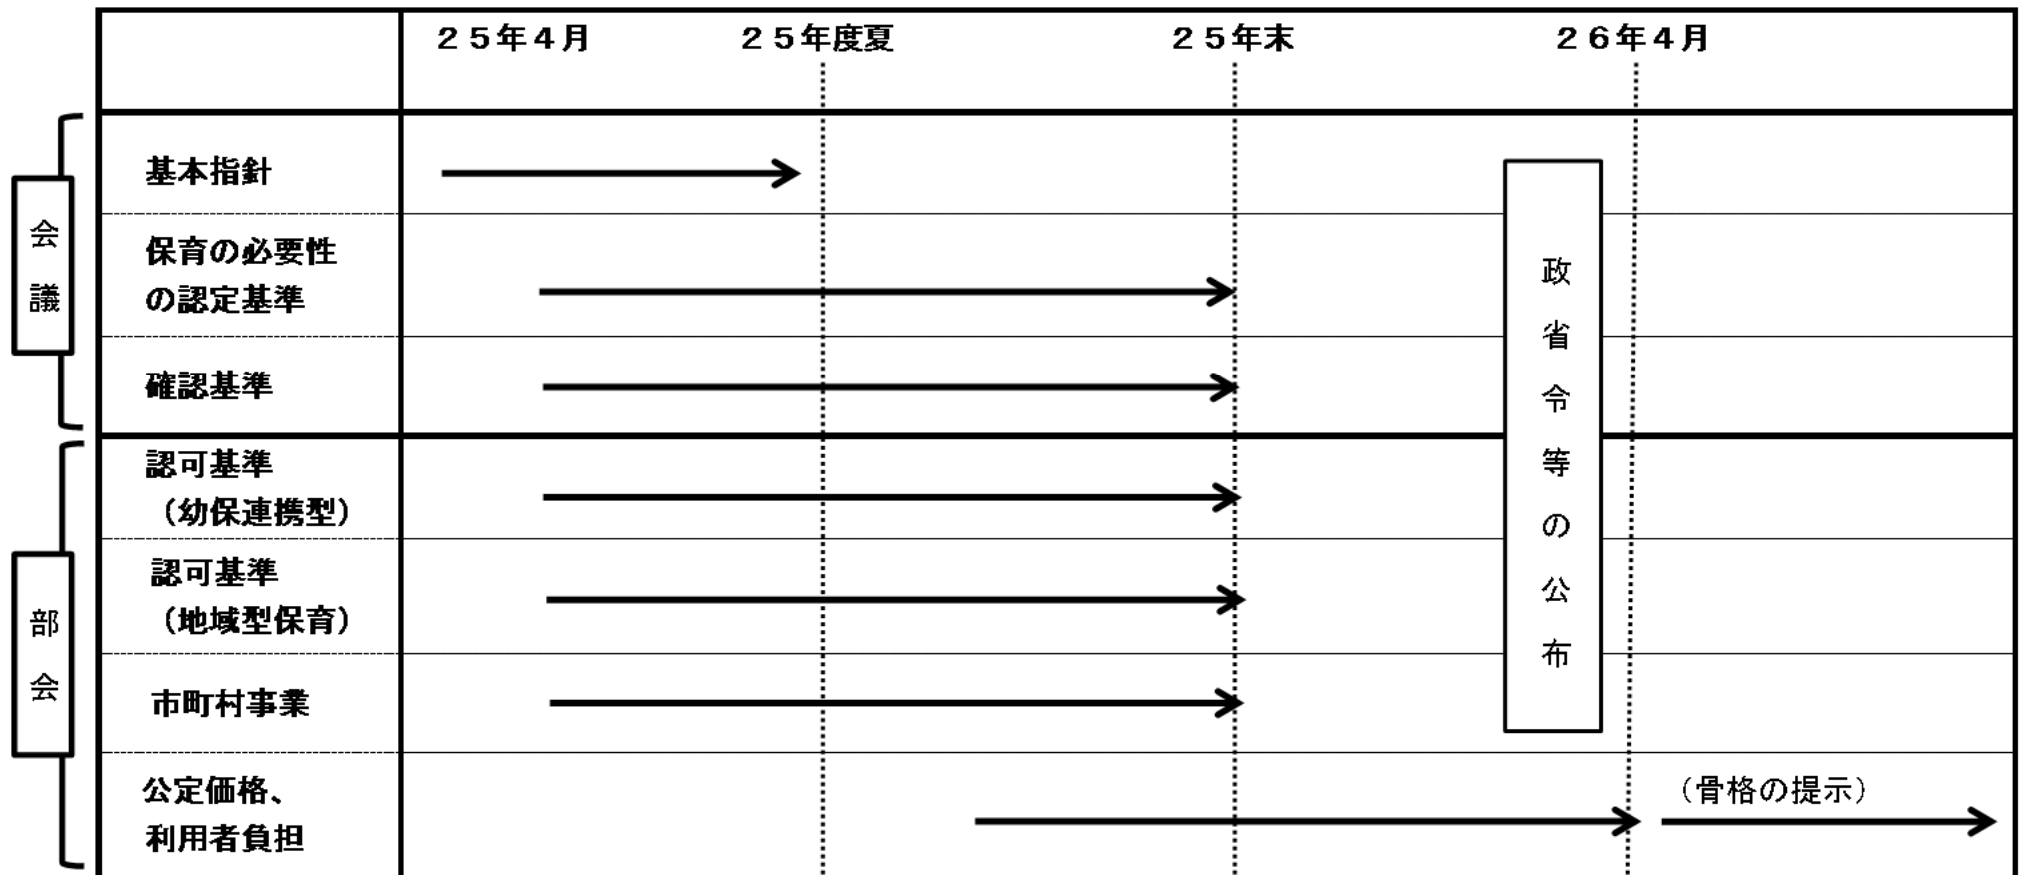 ２５年４月
２５年度夏
２５年末
２６年４月
会議
基本指針
保育の必要性
の認定基準
確認基準
部会
認可基準
（幼保連携型）
認可基準
（地域型保育）
市町村事業
公定価格、
利用者負担
政省令等の公布
（骨格の提示）